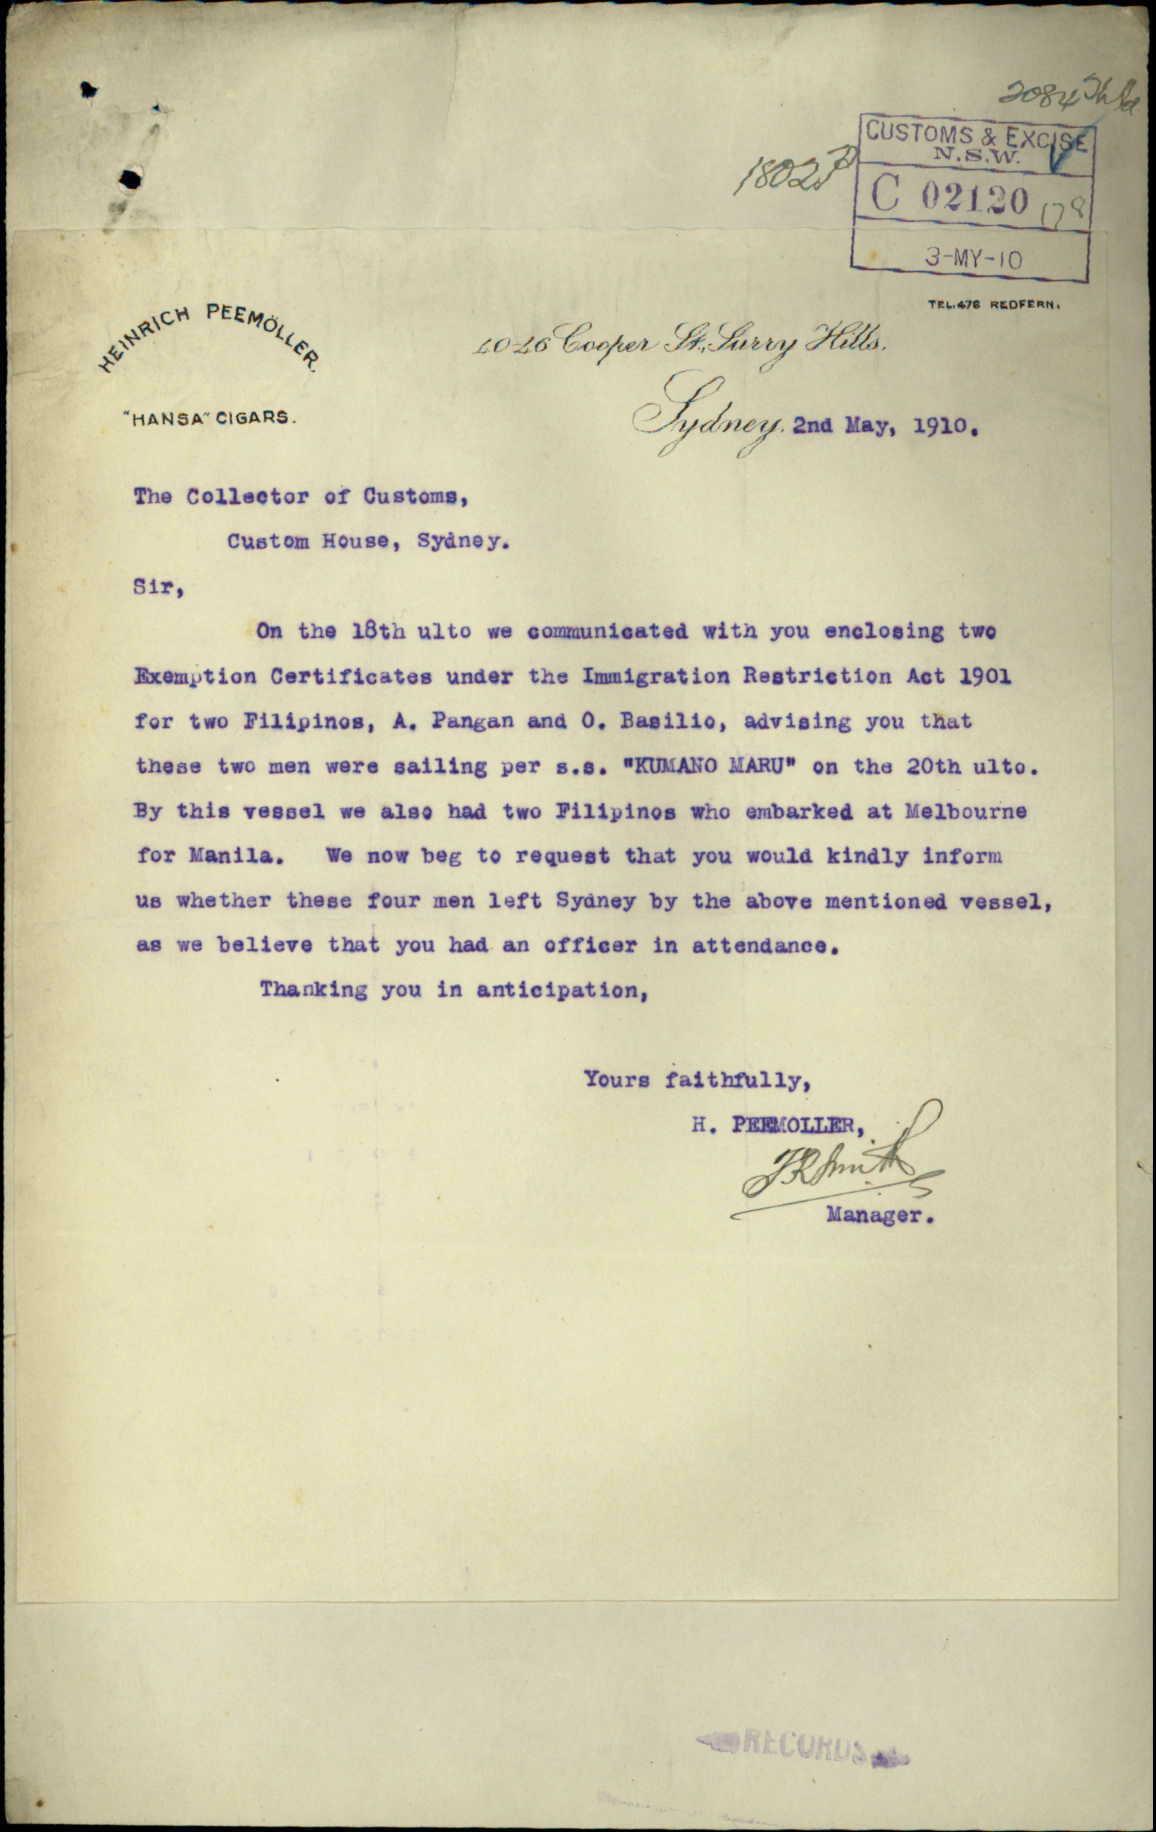 CUSTOMS & EXCISE
N.S.W.
C 02120 178
3-MY-10
1802
TEL. 476 REDFERN.
HEINRICH PEEMÖLLER.
"HANSA" CIGARS.
Cooper St., Surry Hills.
Sydney. 2nd May, 1910.
The Collector of Customs,
Custom House, Sydney.
Sir,
On the 18th ulto we communicated with you enclosing two
Exemption Certificates under the Immigration Restriction Act 1901
for two Filipinos, A. Pangan and O. Basilio, advising you that
these two men were sailing per s.s. "KUMANO MARU" on the 20th ulto.
By this vessel we also had two Filipinos who embarked at Melbourne
for Manila. We now beg to request that you would kindly inform
us whether these four men left Sydney by the above mentioned vessel,
as we believe that you had an officer in attendance.
Thanking you in anticipation,
Yours faithfully,
H. PEEMOLLER,
Smith
Manager.
RECORDS